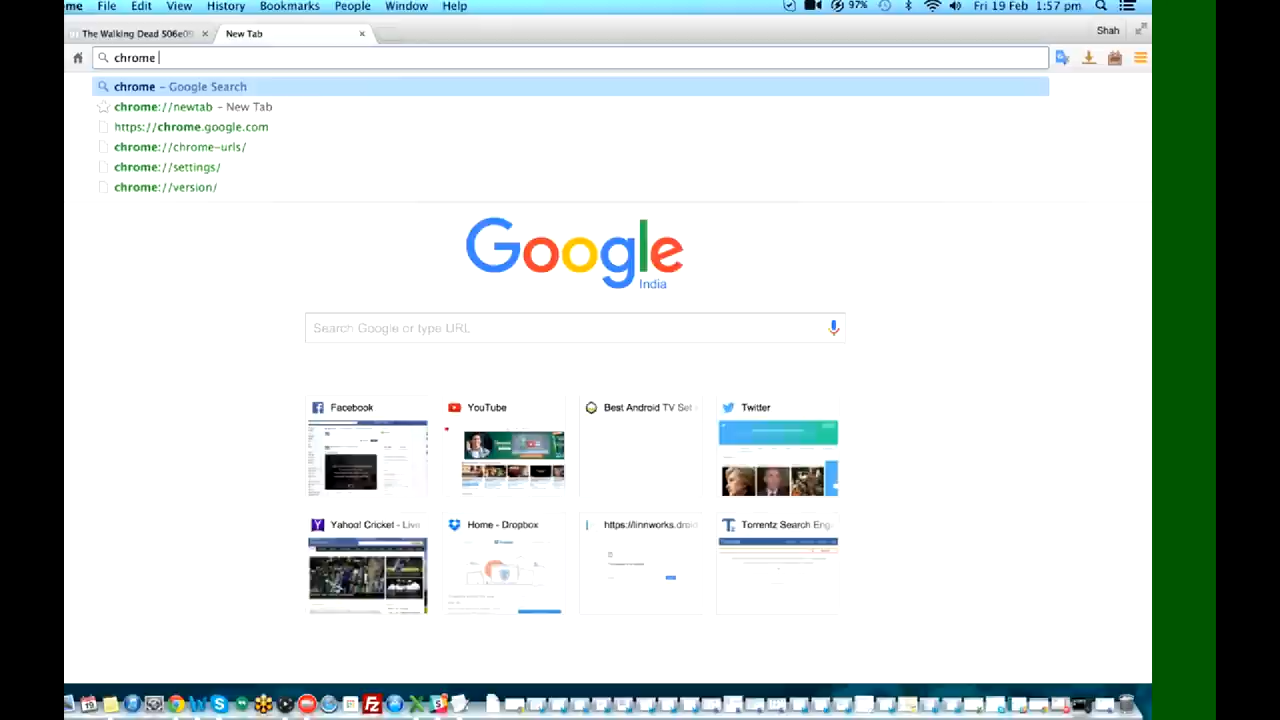 ome File Edit View History Bookmarks People Window Help 97% Fri 19 Feb 1:57 pm
The Walking Dead S06e09 New Tab Shah
chrome
chrome – Google Search
chrome://newtab - New Tab
https://chrome.google.com
chrome://chrome-urls/
chrome://settings/
chrome://version/
Google
India
Search Google or type URL
Facebook YouTube Best Android TV Set Twitter
Yahoo! Cricket - Live Home - Dropbox https://linnworks.droi Torrentz Search Eng